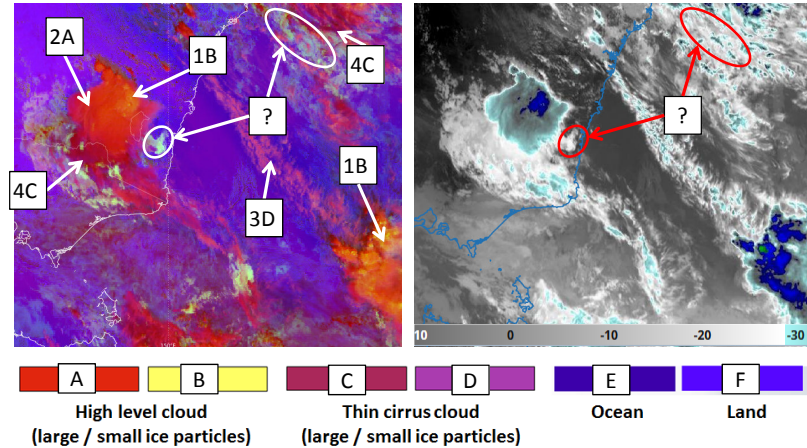 2A
1B
4C
?
?
4C
1B
3D
150°E
10
0
-10
-20
-30
A
B
C
D
E
F
High level cloud
(large / small ice particles)
Thin cirrus cloud
(large / small ice particles)
Ocean
Land